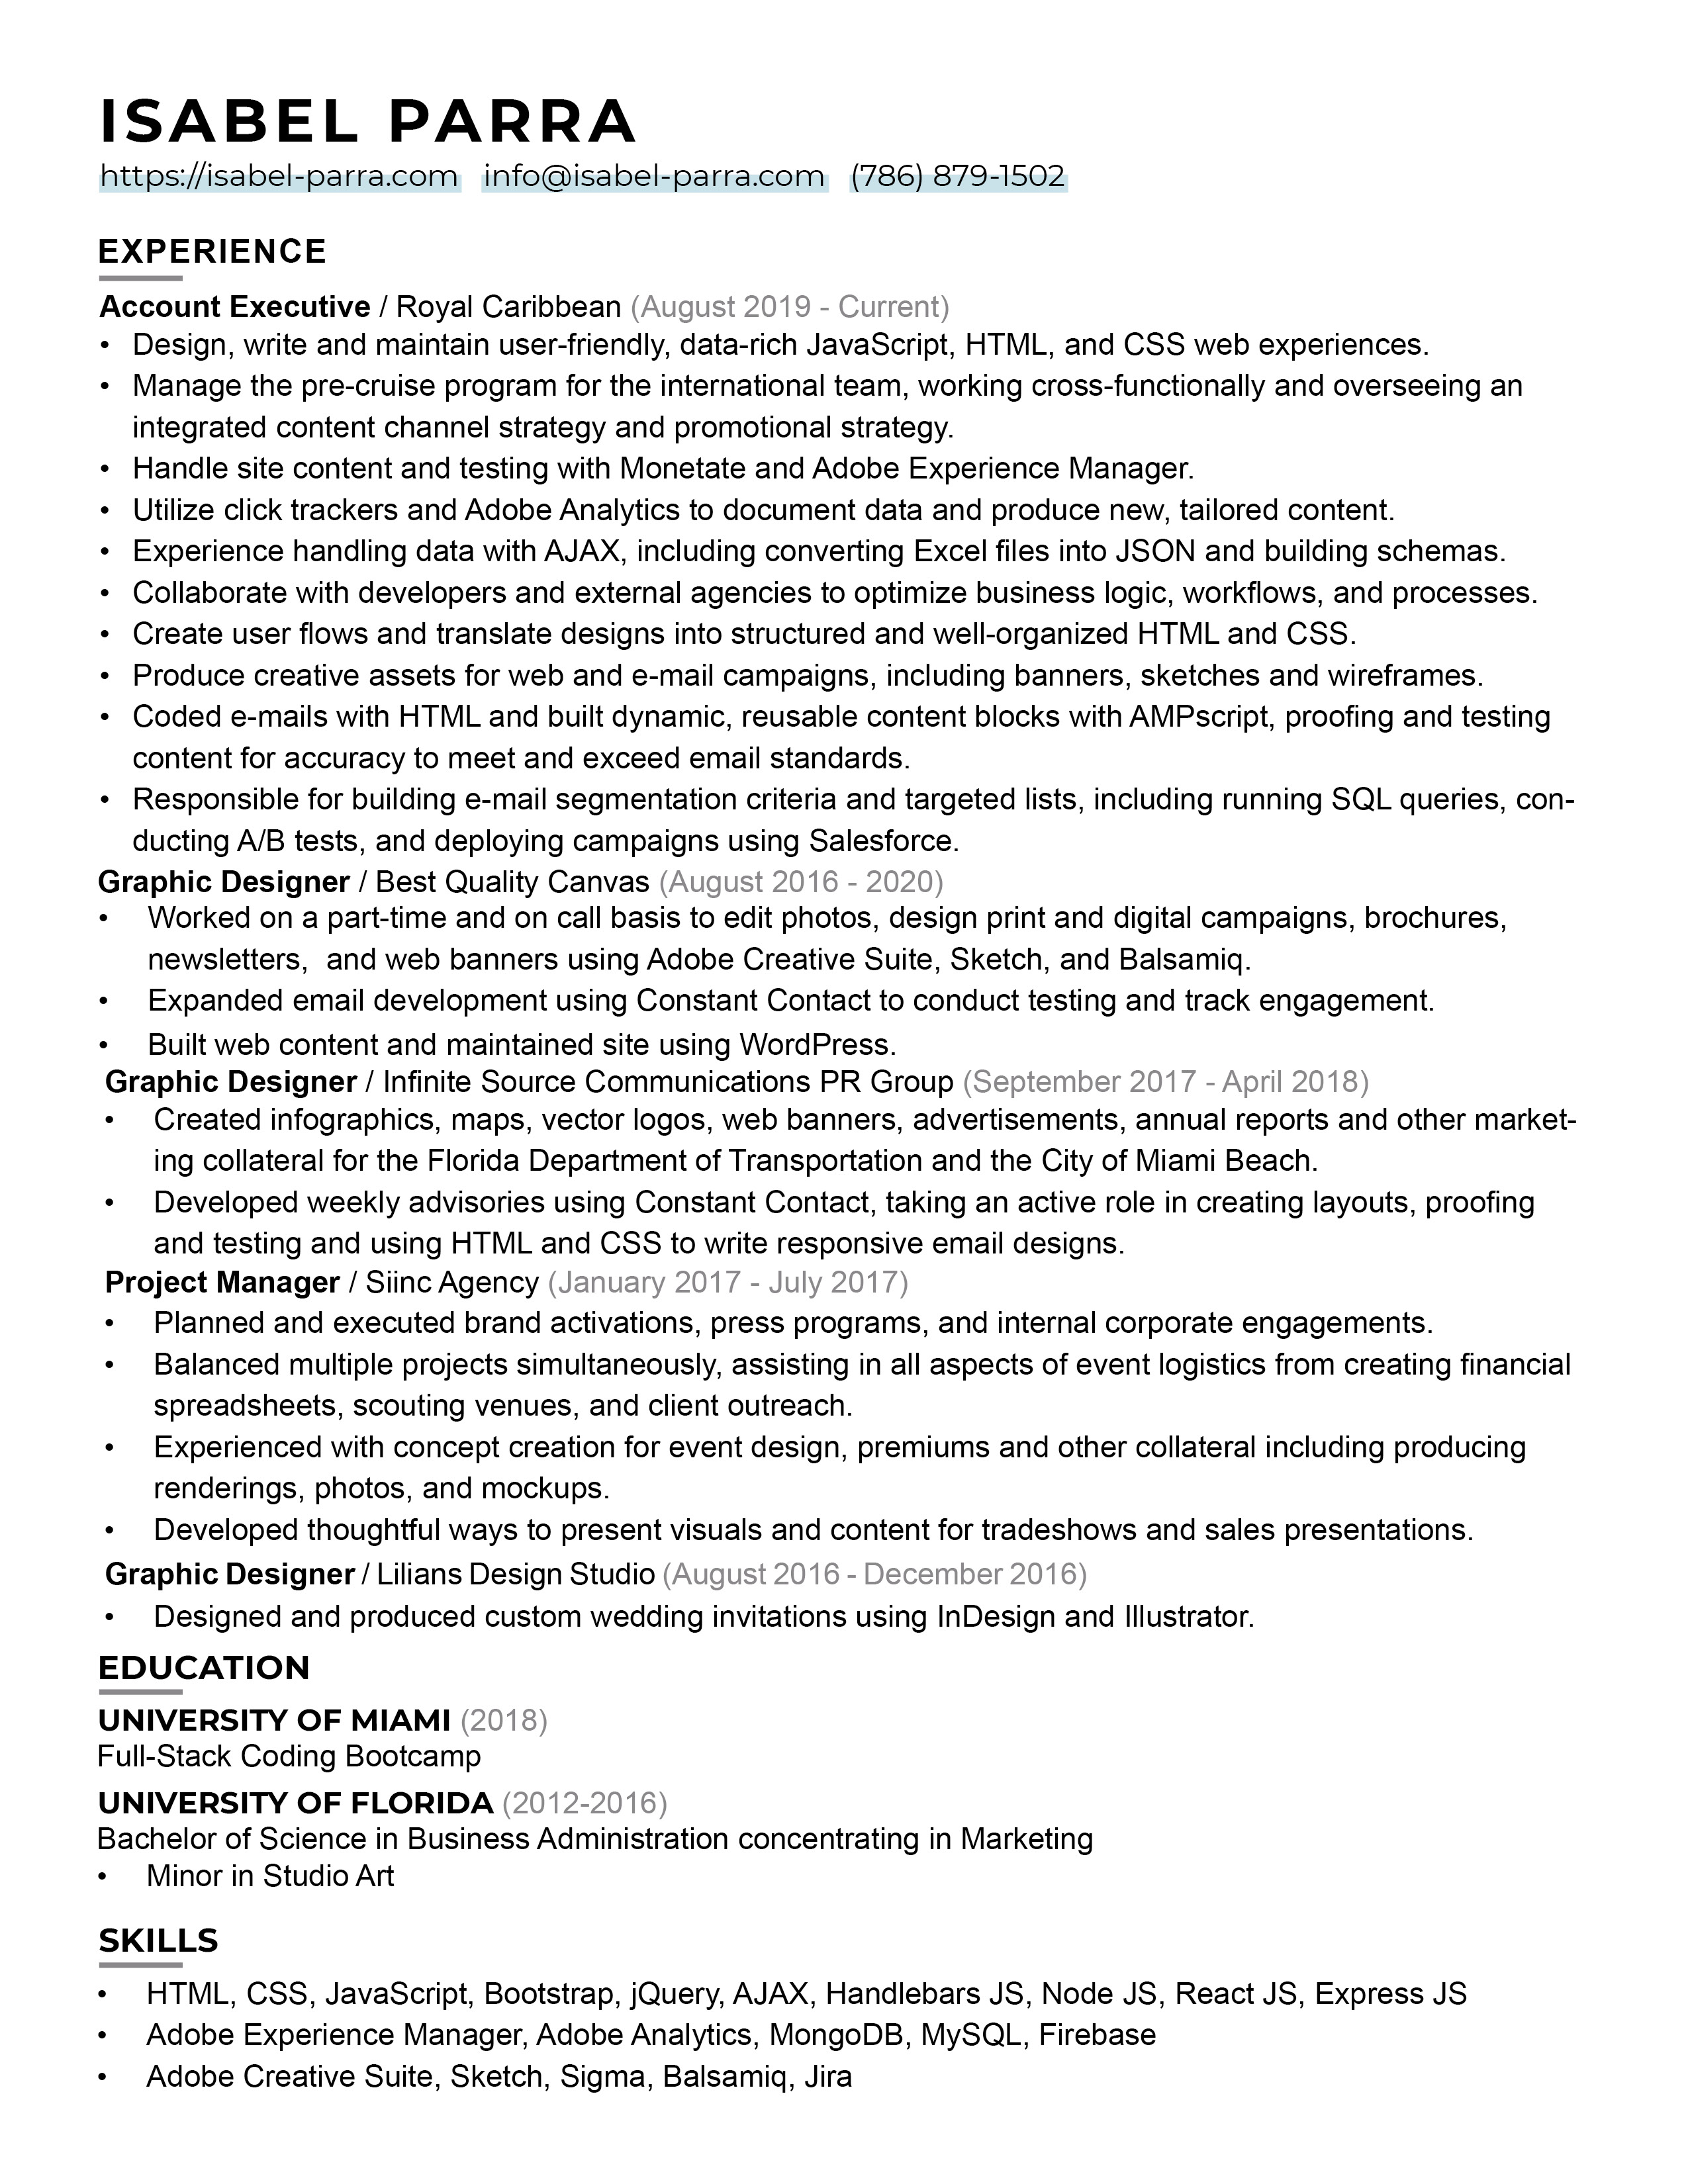 ISABEL PARRA
https://isabel-parra.com info@isabel-parra.com (786) 879-1502
EXPERIENCE
Account Executive / Royal Caribbean (August 2019 - Current)
• Design, write and maintain user-friendly, data-rich JavaScript, HTML, and CSS web experiences.
• Manage the pre-cruise program for the international team, working cross-functionally and overseeing an
integrated content channel strategy and promotional strategy.
• Handle site content and testing with Monetate and Adobe Experience Manager.
• Utilize click trackers and Adobe Analytics to document data and produce new, tailored content.
• Experience handling data with AJAX, including converting Excel files into JSON and building schemas.
• Collaborate with developers and external agencies to optimize business logic, workflows, and processes.
• Create user flows and translate designs into structured and well-organized HTML and CSS.
• Produce creative assets for web and e-mail campaigns, including banners, sketches and wireframes.
• Coded e-mails with HTML and built dynamic, reusable content blocks with AMPscript, proofing and testing
content for accuracy to meet and exceed email standards.
• Responsible for building e-mail segmentation criteria and targeted lists, including running SQL queries, con-
ducting A/B tests, and deploying campaigns using Salesforce.
Graphic Designer / Best Quality Canvas (August 2016 - 2020)
• Worked on a part-time and on call basis to edit photos, design print and digital campaigns, brochures,
newsletters, and web banners using Adobe Creative Suite, Sketch, and Balsamiq.
• Expanded email development using Constant Contact to conduct testing and track engagement.
• Built web content and maintained site using WordPress.
Graphic Designer / Infinite Source Communications PR Group (September 2017 - April 2018)
• Created infographics, maps, vector logos, web banners, advertisements, annual reports and other market-
ing collateral for the Florida Department of Transportation and the City of Miami Beach.
• Developed weekly advisories using Constant Contact, taking an active role in creating layouts, proofing
and testing and using HTML and CSS to write responsive email designs.
Project Manager / Siinc Agency (January 2017 - July 2017)
• Planned and executed brand activations, press programs, and internal corporate engagements.
• Balanced multiple projects simultaneously, assisting in all aspects of event logistics from creating financial
spreadsheets, scouting venues, and client outreach.
• Experienced with concept creation for event design, premiums and other collateral including producing
renderings, photos, and mockups.
• Developed thoughtful ways to present visuals and content for tradeshows and sales presentations.
Graphic Designer / Lilians Design Studio (August 2016 - December 2016)
• Designed and produced custom wedding invitations using InDesign and Illustrator.
EDUCATION
UNIVERSITY OF MIAMI (2018)
Full-Stack Coding Bootcamp
UNIVERSITY OF FLORIDA (2012-2016)
Bachelor of Science in Business Administration concentrating in Marketing
• Minor in Studio Art
SKILLS
• HTML, CSS, JavaScript, Bootstrap, jQuery, AJAX, Handlebars JS, Node JS, React JS, Express JS
• Adobe Experience Manager, Adobe Analytics, MongoDB, MySQL, Firebase
• Adobe Creative Suite, Sketch, Sigma, Balsamiq, Jira